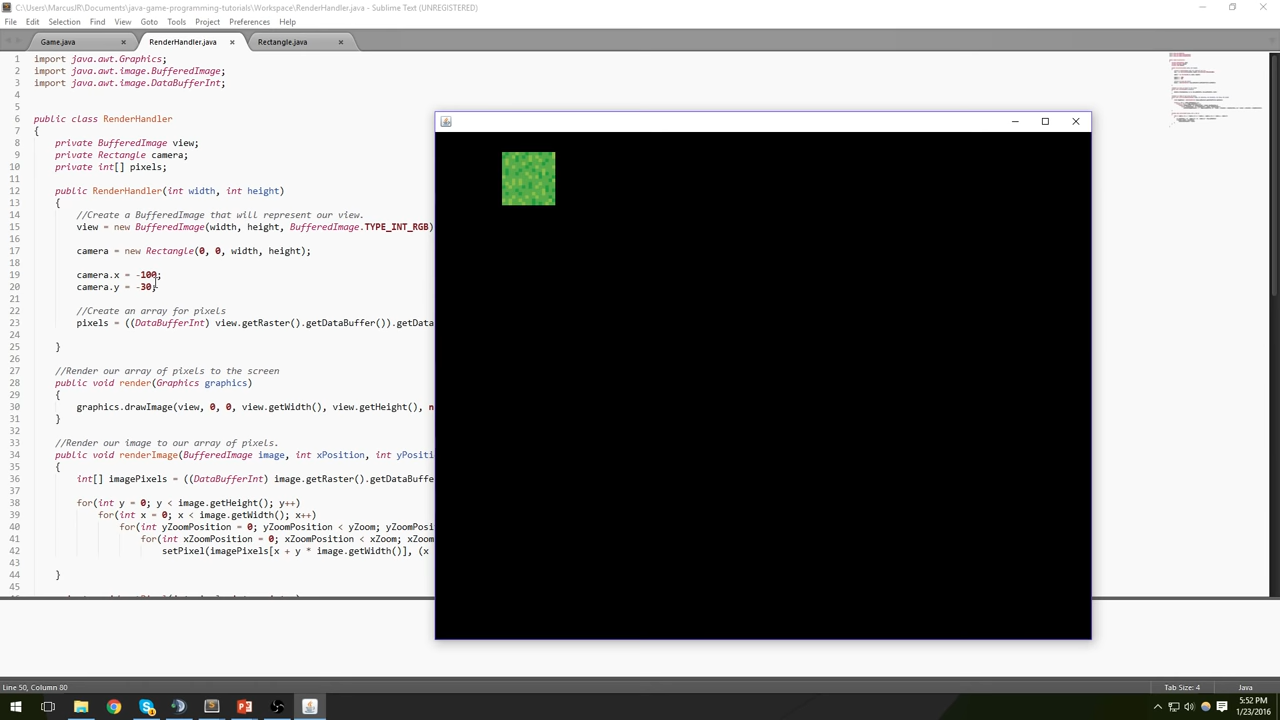 C:\Users\MarcusJR\Documents\java-game-programming-tutorials\Workspace\RenderHandler.java - Sublime Text (UNREGISTERED)
File Edit Selection Find View Goto Tools Project Preferences Help
Game.java RenderHandler.java Rectangle.java
1 import java.awt.Graphics;
2 import java.awt.image.BufferedImage;
3 import java.awt.image.DataBufferInt;
4
5
6 public class RenderHandler
7 {
8 private BufferedImage view;
9 private Rectangle camera;
10 private int[] pixels;
11
12 public RenderHandler(int width, int height)
13 {
14 //Create a BufferedImage that will represent our view.
15 view = new BufferedImage(width, height, BufferedImage.TYPE_INT_RGB)
16
17 camera = new Rectangle(0, 0, width, height);
18
19 camera.x = -100;
20 camera.y = -30;
21
22 //Create an array for pixels
23 pixels = ((DataBufferInt) view.getRaster().getDataBuffer()).getData
24
25 }
26
27 //Render our array of pixels to the screen
28 public void render(Graphics graphics)
29 {
30 graphics.drawImage(view, 0, 0, view.getWidth(), view.getHeight(), n
31 }
32
33 //Render our image to our array of pixels.
34 public void renderImage(BufferedImage image, int xPosition, int yPositi
35 {
36 int[] imagePixels = ((DataBufferInt) image.getRaster().getDataBuffe
37
38 for(int y = 0; y < image.getHeight(); y++)
39 for(int x = 0; x < image.getWidth(); x++)
40 for(int yZoomPosition = 0; yZoomPosition < yZoom; yZoomPosi
41 for(int xZoomPosition = 0; xZoomPosition < xZoom; xZoom
42 setPixel(imagePixels[x + y * image.getWidth()], (x
43
44 }
45
Line 50, Column 80 Tab Size: 4 Java
5:52 PM
1/23/2016